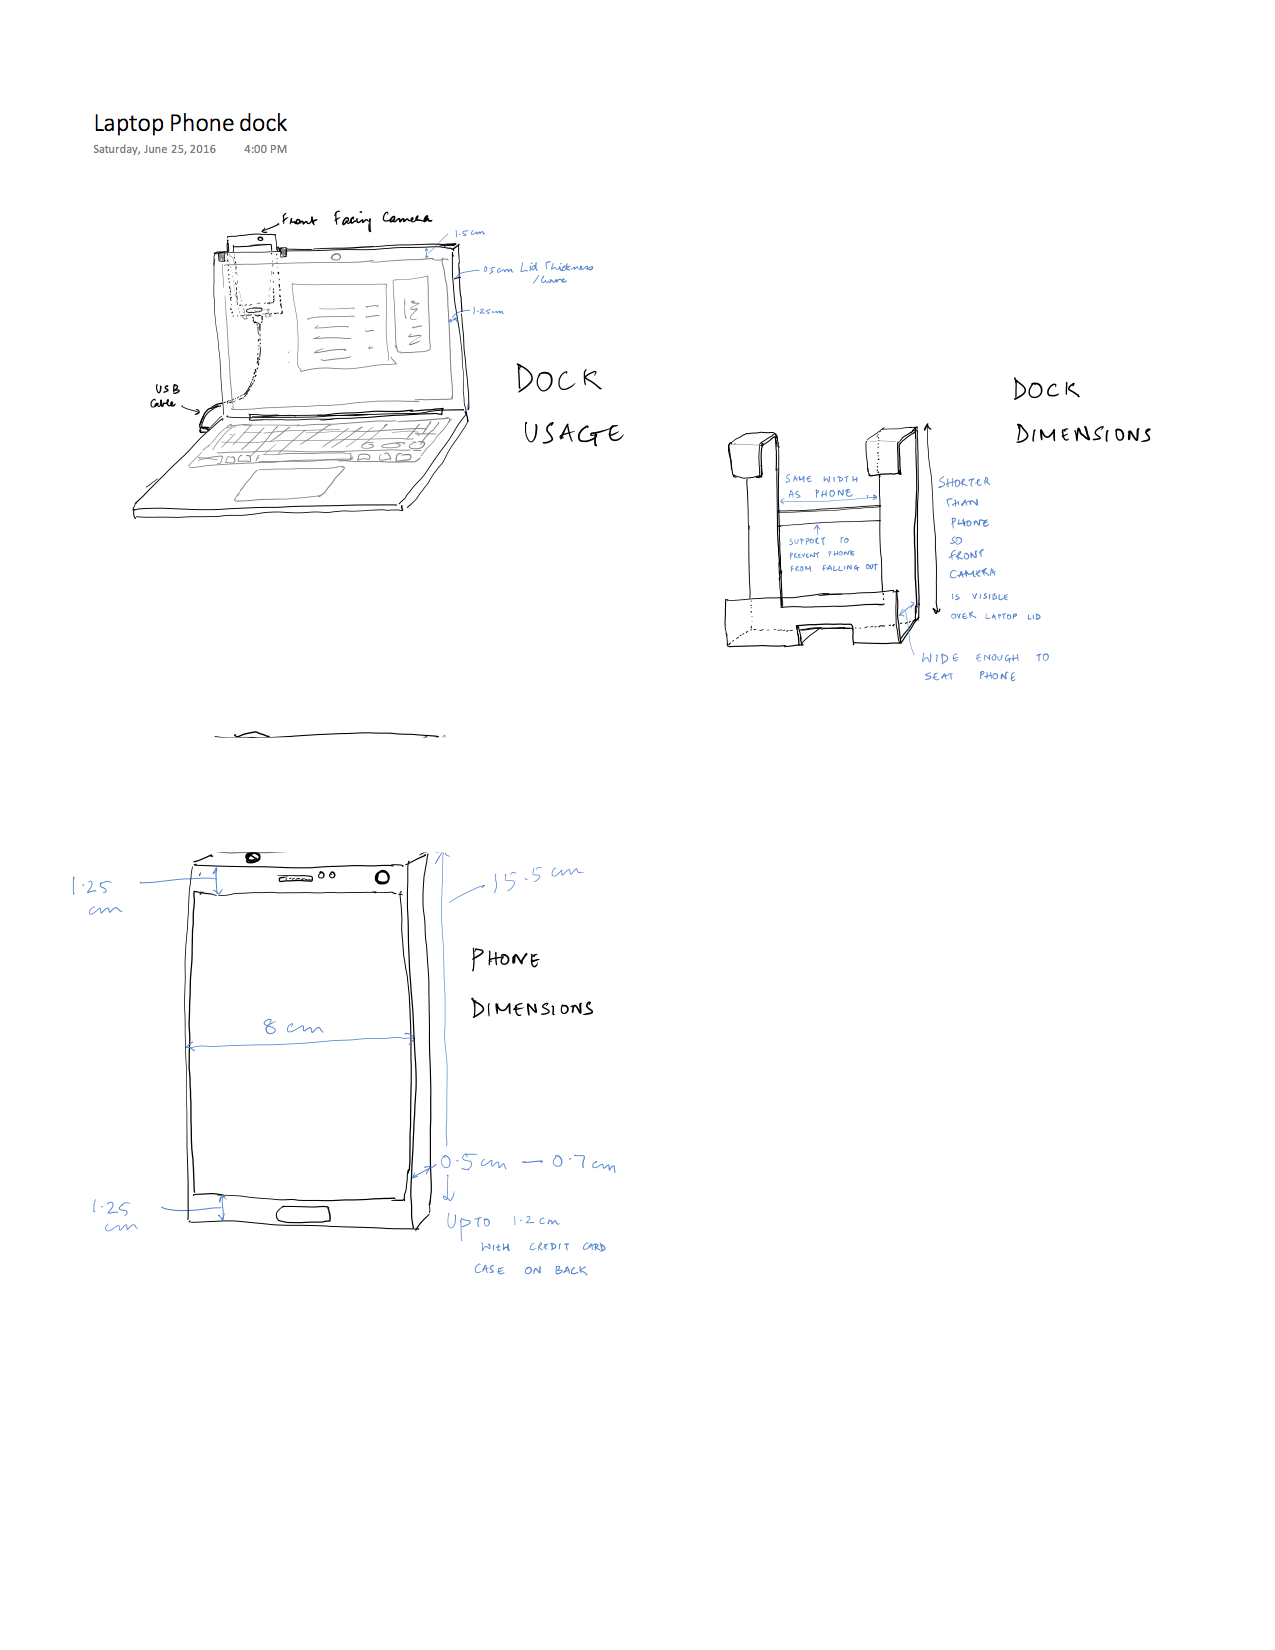 Laptop Phone dock
Saturday, June 25, 2016 4:00 PM
Front Facing Camera
1.5 cm
0.5cm Lid Thickness
/Curve
1.25cm
USB
Cable
DOCK
USAGE
DOCK
DIMENSIONS
SAME WIDTH
AS PHONE
SUPPORT TO
PREVENT PHONE
FROM FALLING OUT
SHORTER
THAN
PHONE
SO
FRONT
CAMERA
IS VISIBLE
OVER LAPTOP LID
WIDE ENOUGH TO
SEAT PHONE
1.25
cm
15.5 cm
PHONE
DIMENSIONS
8 cm
0.5 cm — 0.7 cm
1.25
cm
UPTO 1.2 cm
WITH CREDIT CARD
CASE ON BACK